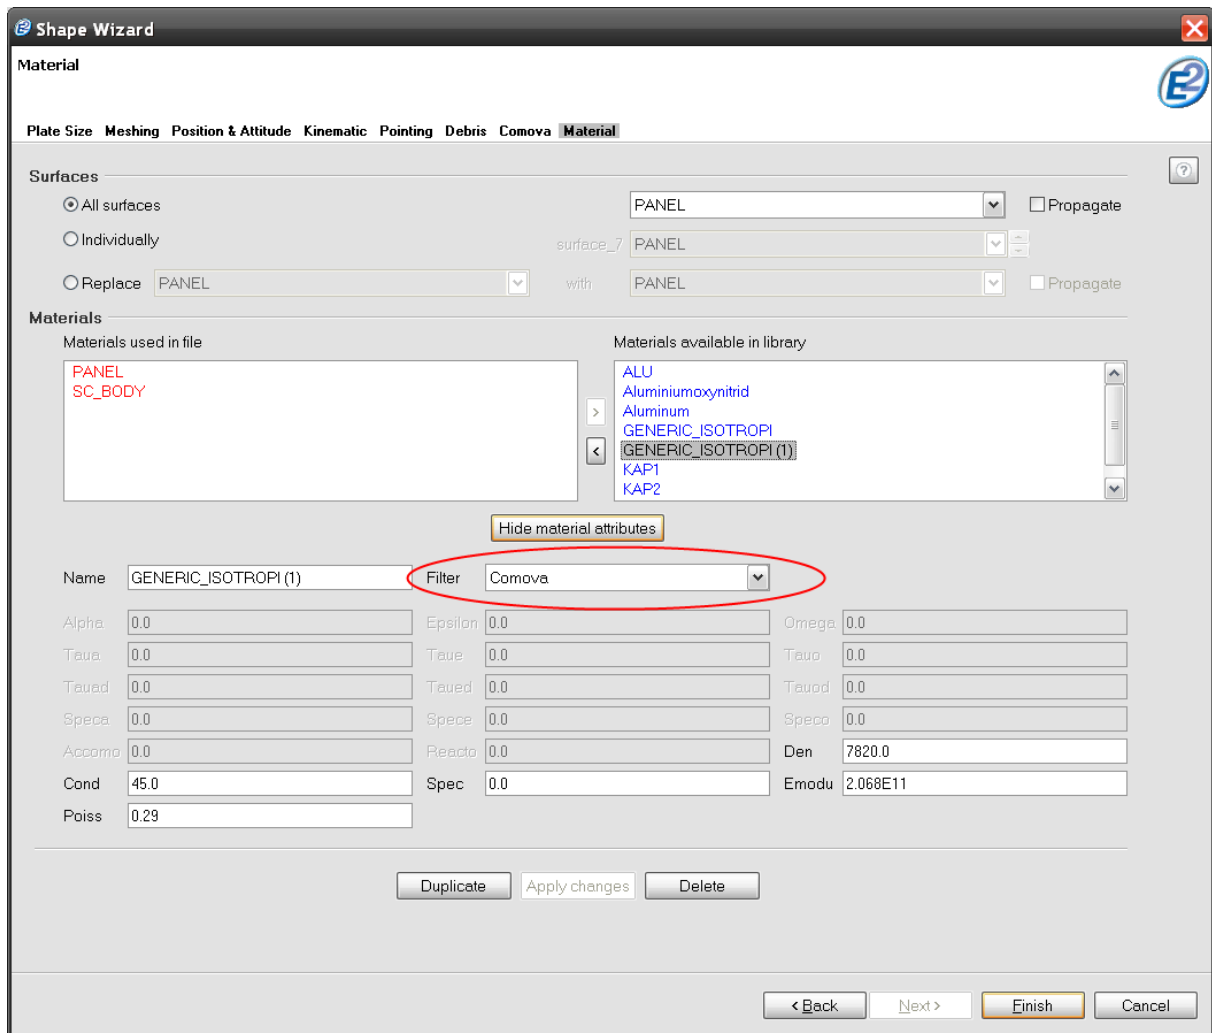 Shape Wizard
Material
E2
Plate Size Meshing Position & Attitude Kinematic Pointing Debris Comova Material
?
Surfaces
All surfaces PANEL Propagate
Individually surface_7 PANEL
Replace PANEL with PANEL Propagate
Materials
Materials used in file Materials available in library
PANEL ALU
SC_BODY Aluminiumoxynitrid
Aluminum
> GENERIC_ISOTROPI
< GENERIC_ISOTROPI (1)
KAP1
KAP2
Hide material attributes
Name GENERIC_ISOTROPI (1) Filter Comova
Alpha 0.0 Epsilon 0.0 Omega 0.0
Taua 0.0 Taue 0.0 Tauo 0.0
Tauad 0.0 Taued 0.0 Tauod 0.0
Speca 0.0 Spece 0.0 Speco 0.0
Accomo 0.0 Reacto 0.0 Den 7820.0
Cond 45.0 Spec 0.0 Emodu 2.068E11
Poiss 0.29
Duplicate Apply changes Delete
< Back Next > Finish Cancel